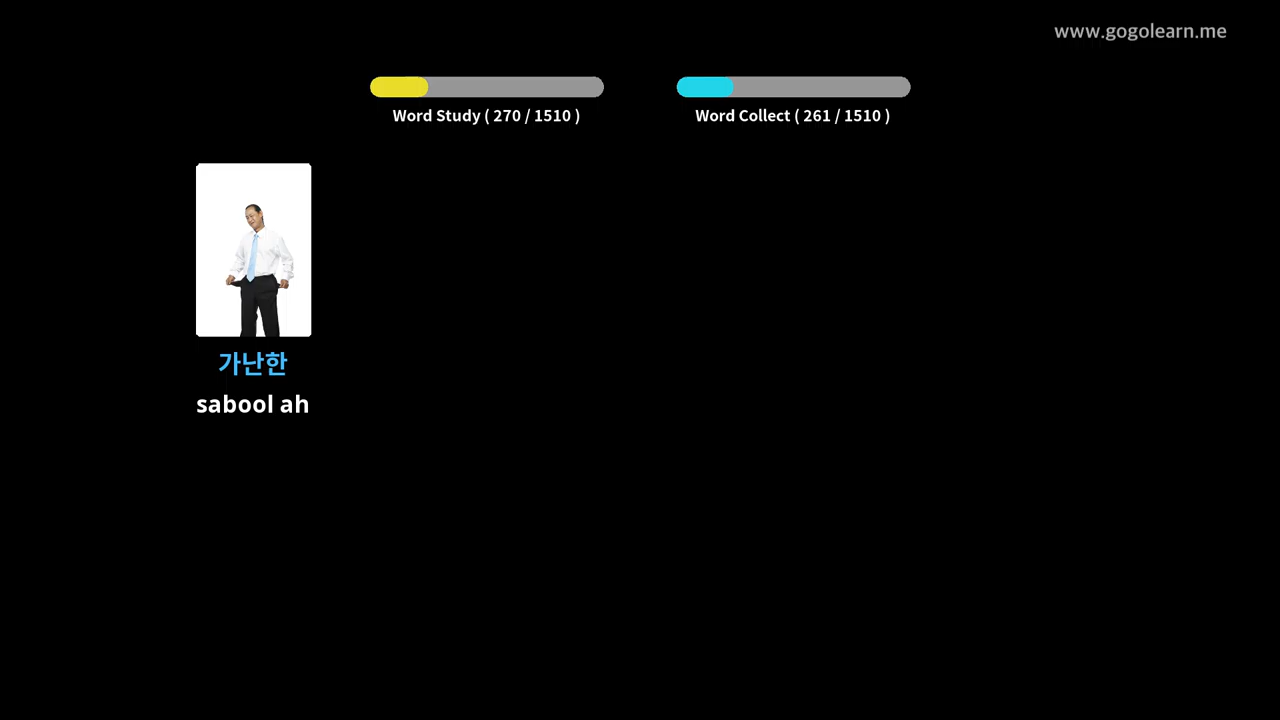 www.gogolearn.me
Word Study ( 270 / 1510 )
Word Collect ( 261 / 1510 )
가난한
sabool ah